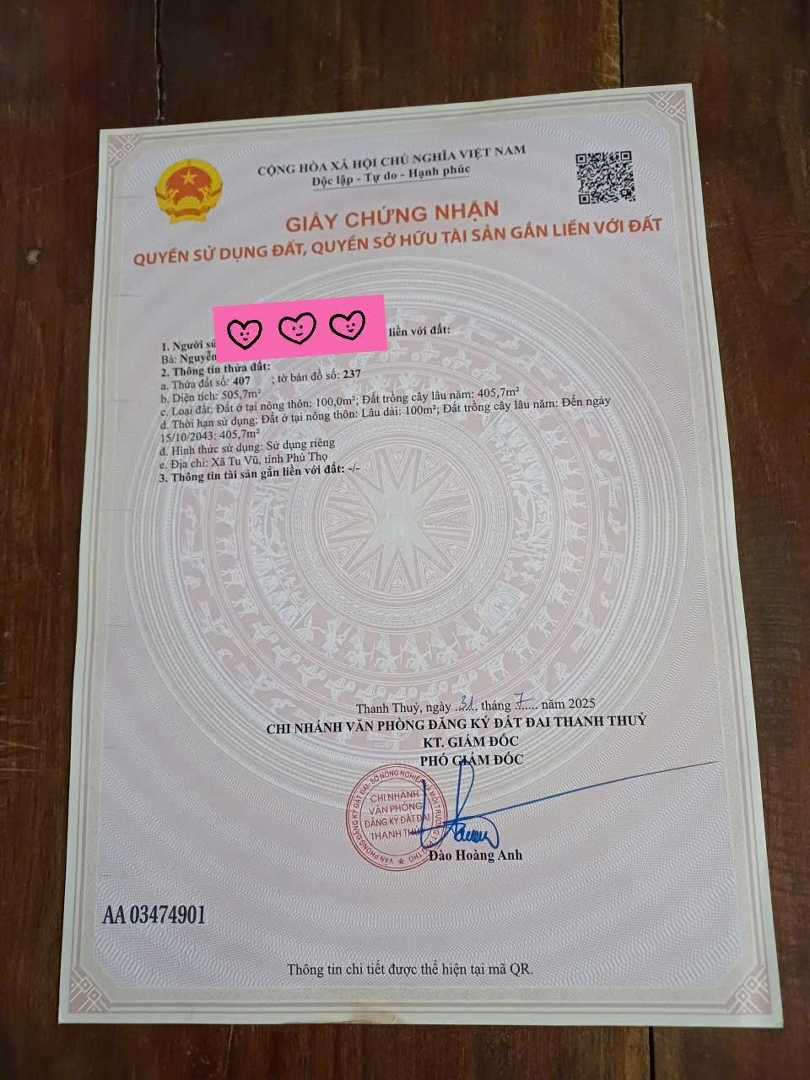 CỘNG HÒA XÃ HỘI CHỦ NGHĨA VIỆT NAM
Độc lập - Tự do - Hạnh phúc
GIẤY CHỨNG NHẬN
QUYỀN SỬ DỤNG ĐẤT, QUYỀN SỞ HỮU TÀI SẢN GẮN LIỀN VỚI ĐẤT
1. Người sử liền với đất:
Bà: Nguyễn
2. Thông tin thửa đất:
a. Thửa đất số: 407 ; tờ bản đồ số: 237
b. Diện tích: 505,7m²
c. Loại đất: Đất ở tại nông thôn: 100,0m²; Đất trồng cây lâu năm: 405,7m²
d. Thời hạn sử dụng: Đất ở tại nông thôn: Lâu dài: 100m²; Đất trồng cây lâu năm: Đến ngày
15/10/2043: 405,7m²
đ. Hình thức sử dụng: Sử dụng riêng
e. Địa chỉ: Xã Tu Vũ, tỉnh Phú Thọ
3. Thông tin tài sản gắn liền với đất: -/-
Thanh Thuỷ, ngày 31 tháng 7 năm 2025
CHI NHÁNH VĂN PHÒNG ĐĂNG KÝ ĐẤT ĐAI THANH THUỶ
KT. GIÁM ĐỐC
PHÓ GIÁM ĐỐC
CHI NHÁNH
VĂN PHÒNG
ĐĂNG KÝ ĐẤT ĐAI
THANH THUỶ
Đào Hoàng Anh
AA 03474901
Thông tin chi tiết được thể hiện tại mã QR.